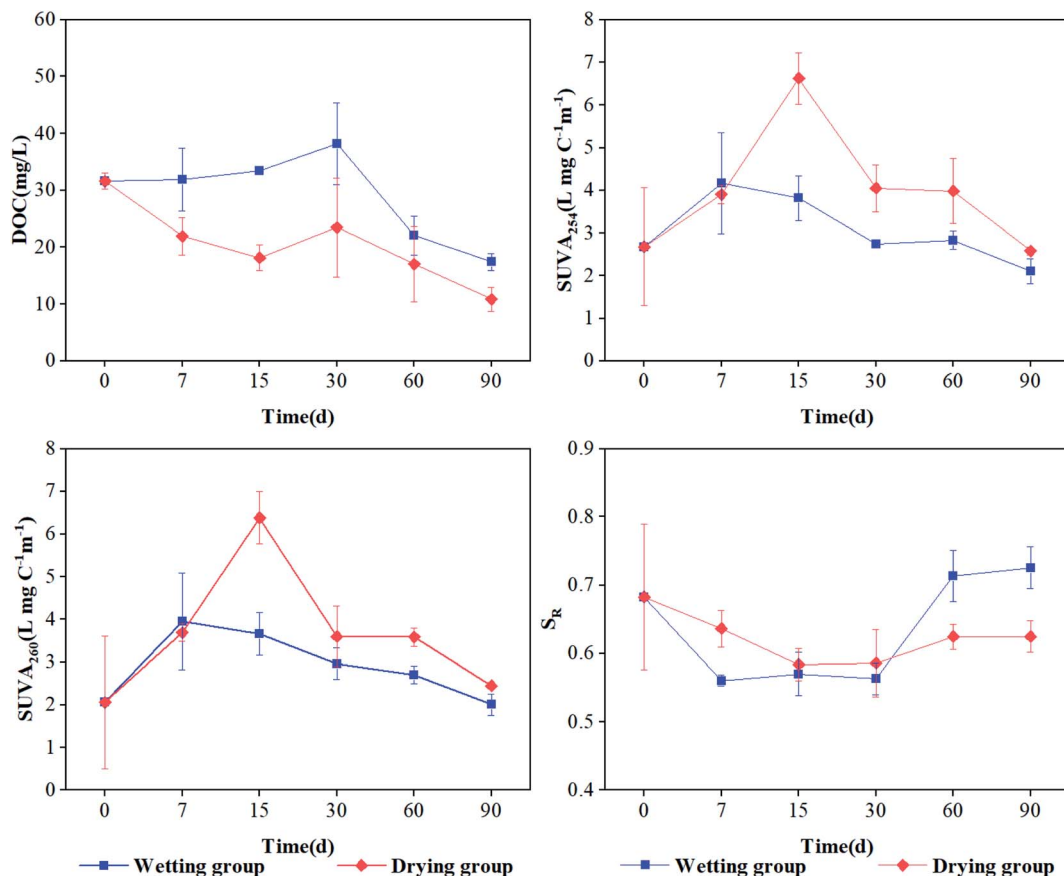 DOC(mg/L)
60
50
40
30
20
10
0
0 7 15 30 60 90
Time(d)
SUVA254(L mg C-1m-1)
8
7
6
5
4
3
2
1
0
0 7 15 30 60 90
Time(d)
SUVA260(L mg C-1m-1)
8
7
6
5
4
3
2
1
0
0 7 15 30 60 90
Time(d)
SR
0.9
0.8
0.7
0.6
0.5
0.4
0 7 15 30 60 90
Time(d)
Wetting group Drying group
Wetting group Drying group